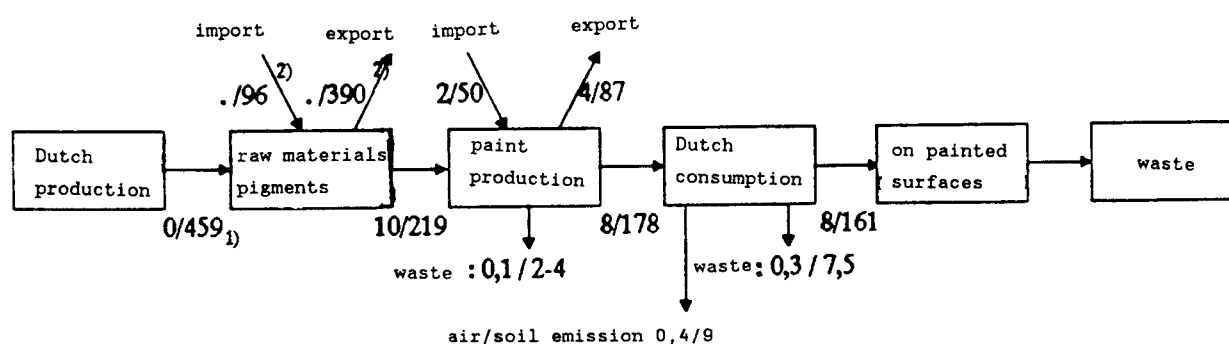 import export import export
2) 2)
./96 ./390 2/50 4/87
Dutch
production
raw materials
pigments
paint
production
Dutch
consumption
on painted
surfaces
waste
0/459 1) 10/219 8/178 8/161
waste : 0,1 / 2-4
waste: 0,3 / 7,5
air/soil emission 0,4/9